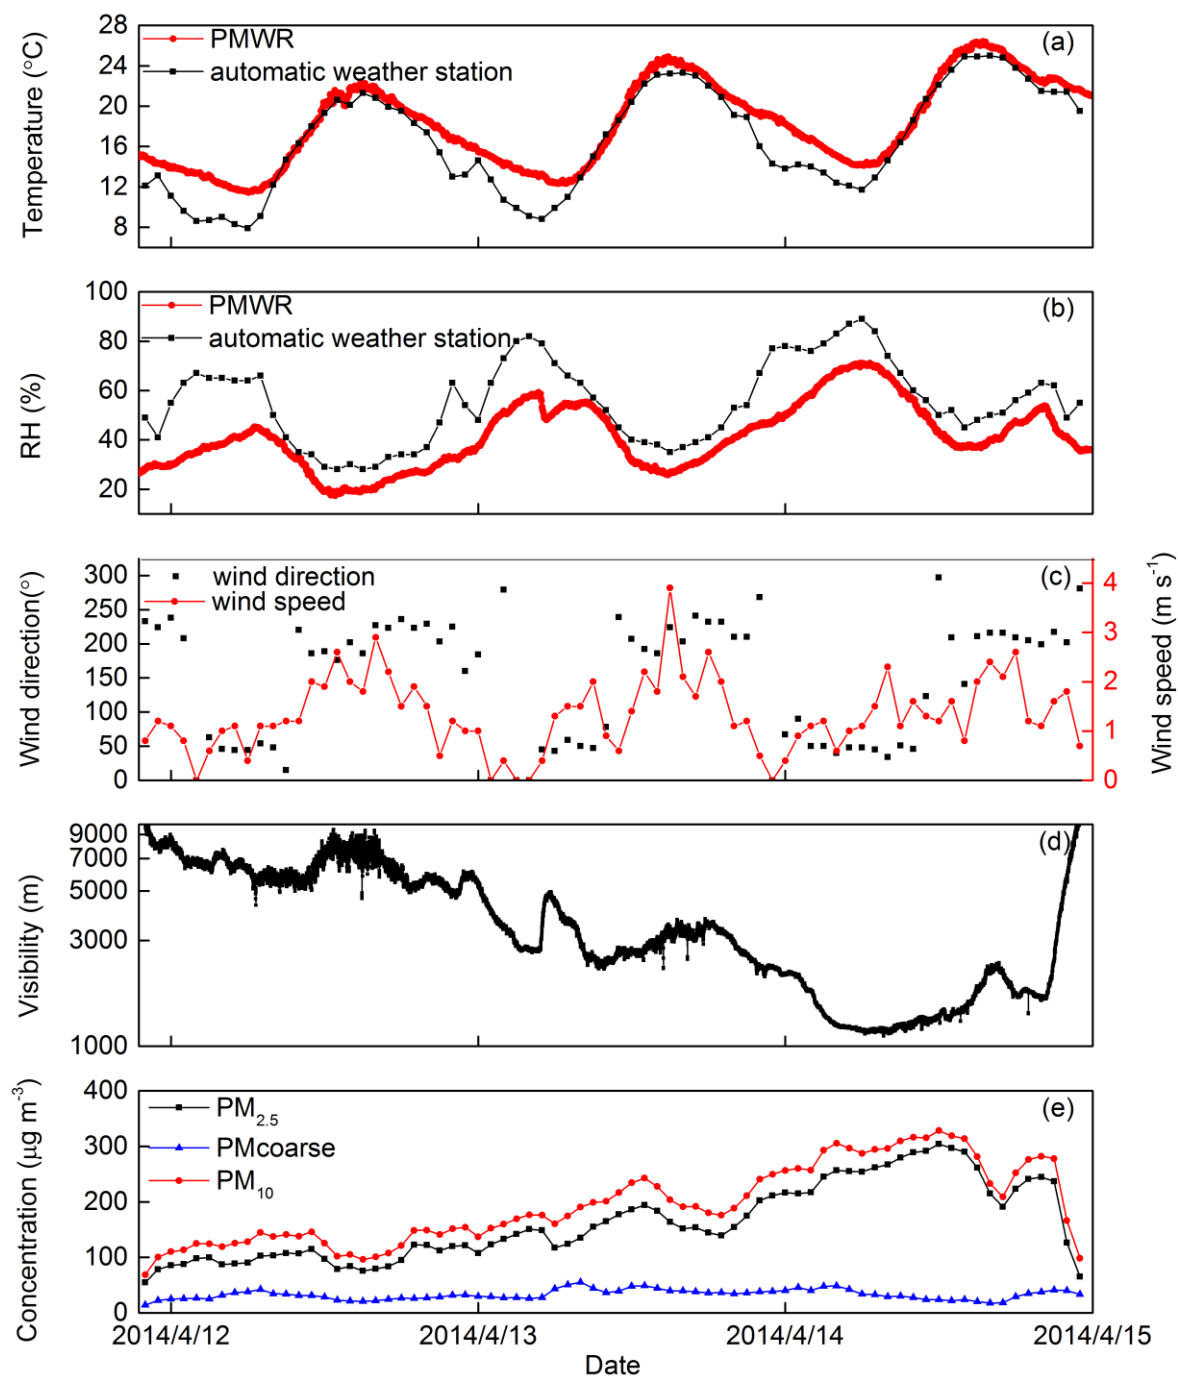 28
24
20
16
12
8
Temperature (°C)
PMWR
automatic weather station
(a)
100
80
60
40
20
RH (%)
PMWR
automatic weather station
(b)
300
250
200
150
100
50
0
Wind direction(°)
wind direction
wind speed
(c)
4
3
2
1
0
Wind speed (m s⁻¹)
9000
7000
5000
3000
1000
Visibility (m)
(d)
400
300
200
100
0
Concentration (μg m⁻³)
PM₂.₅
PMcoarse
PM₁₀
(e)
2014/4/12 2014/4/13 2014/4/14 2014/4/15
Date